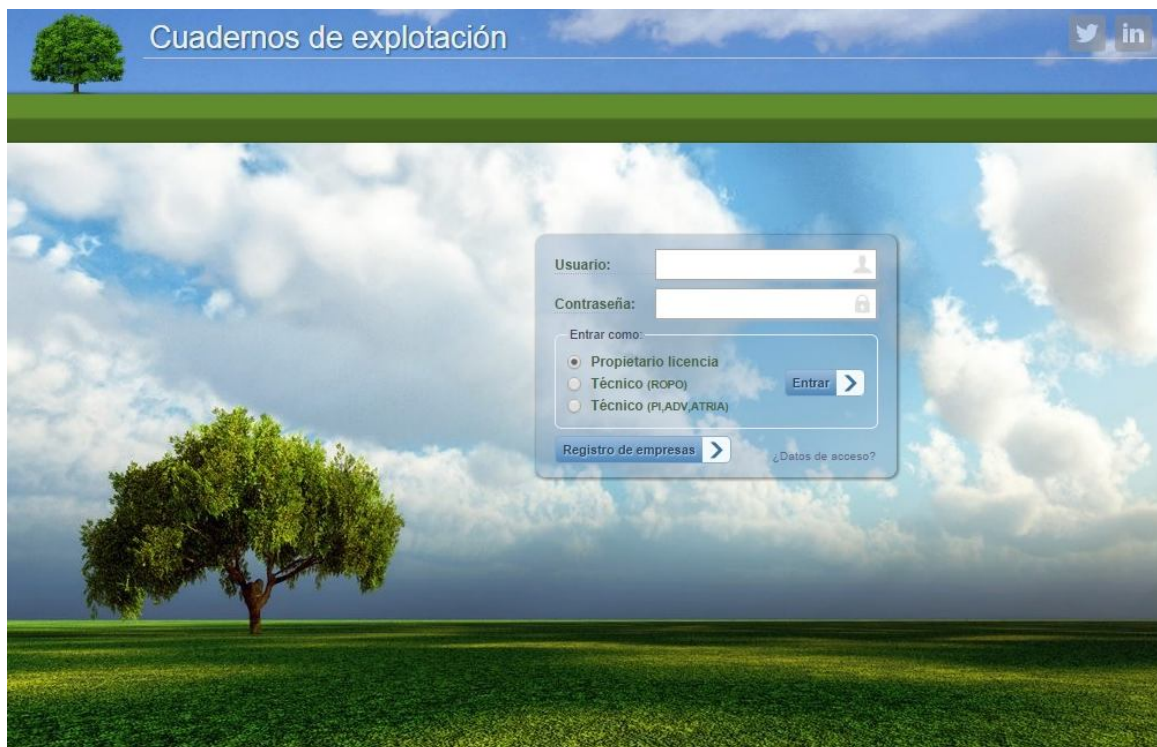 Cuadernos de explotación
in
Usuario:
Contraseña:
Entrar como:
Propietario licencia
Técnico (ROPO)
Técnico (PI,ADV,ATRIA)
Entrar
Registro de empresas
¿Datos de acceso?